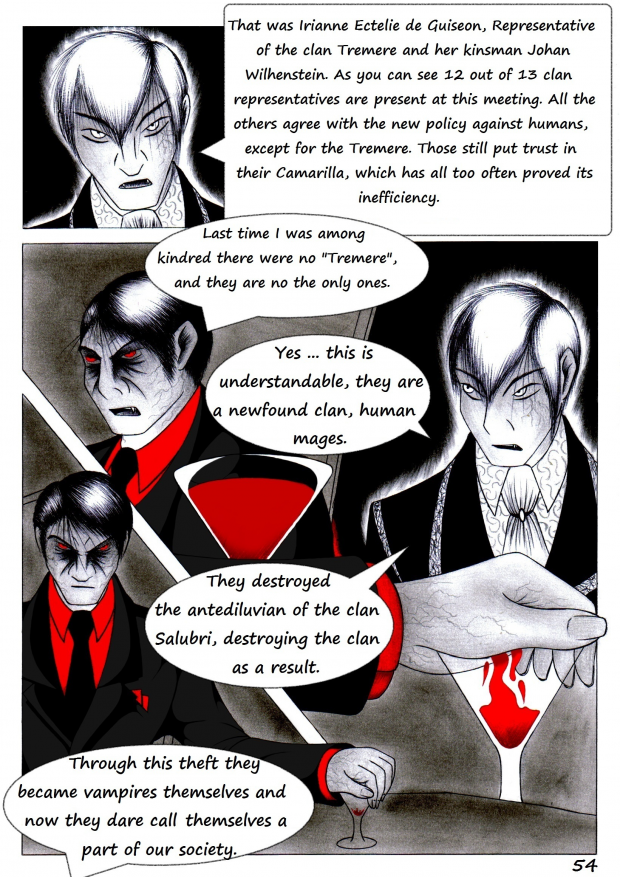 That was Irianne Ectelie de Guiseon, Representative
of the clan Tremere and her kinsman Johan
Wilhenstein. As you can see 12 out of 13 clan
representatives are present at this meeting. All the
others agree with the new policy against humans,
except for the Tremere. Those still put trust in
their Camarilla, which has all too often proved its
inefficiency.
Last time I was among
kindred there were no "Tremere",
and they are no the only ones.
Yes ... this is
understandable, they are
a newfound clan, human
mages.
They destroyed
the antediluvian of the clan
Salubri, destroying the clan
as a result.
Through this theft they
became vampires themselves and
now they dare call themselves a
part of our society.
54